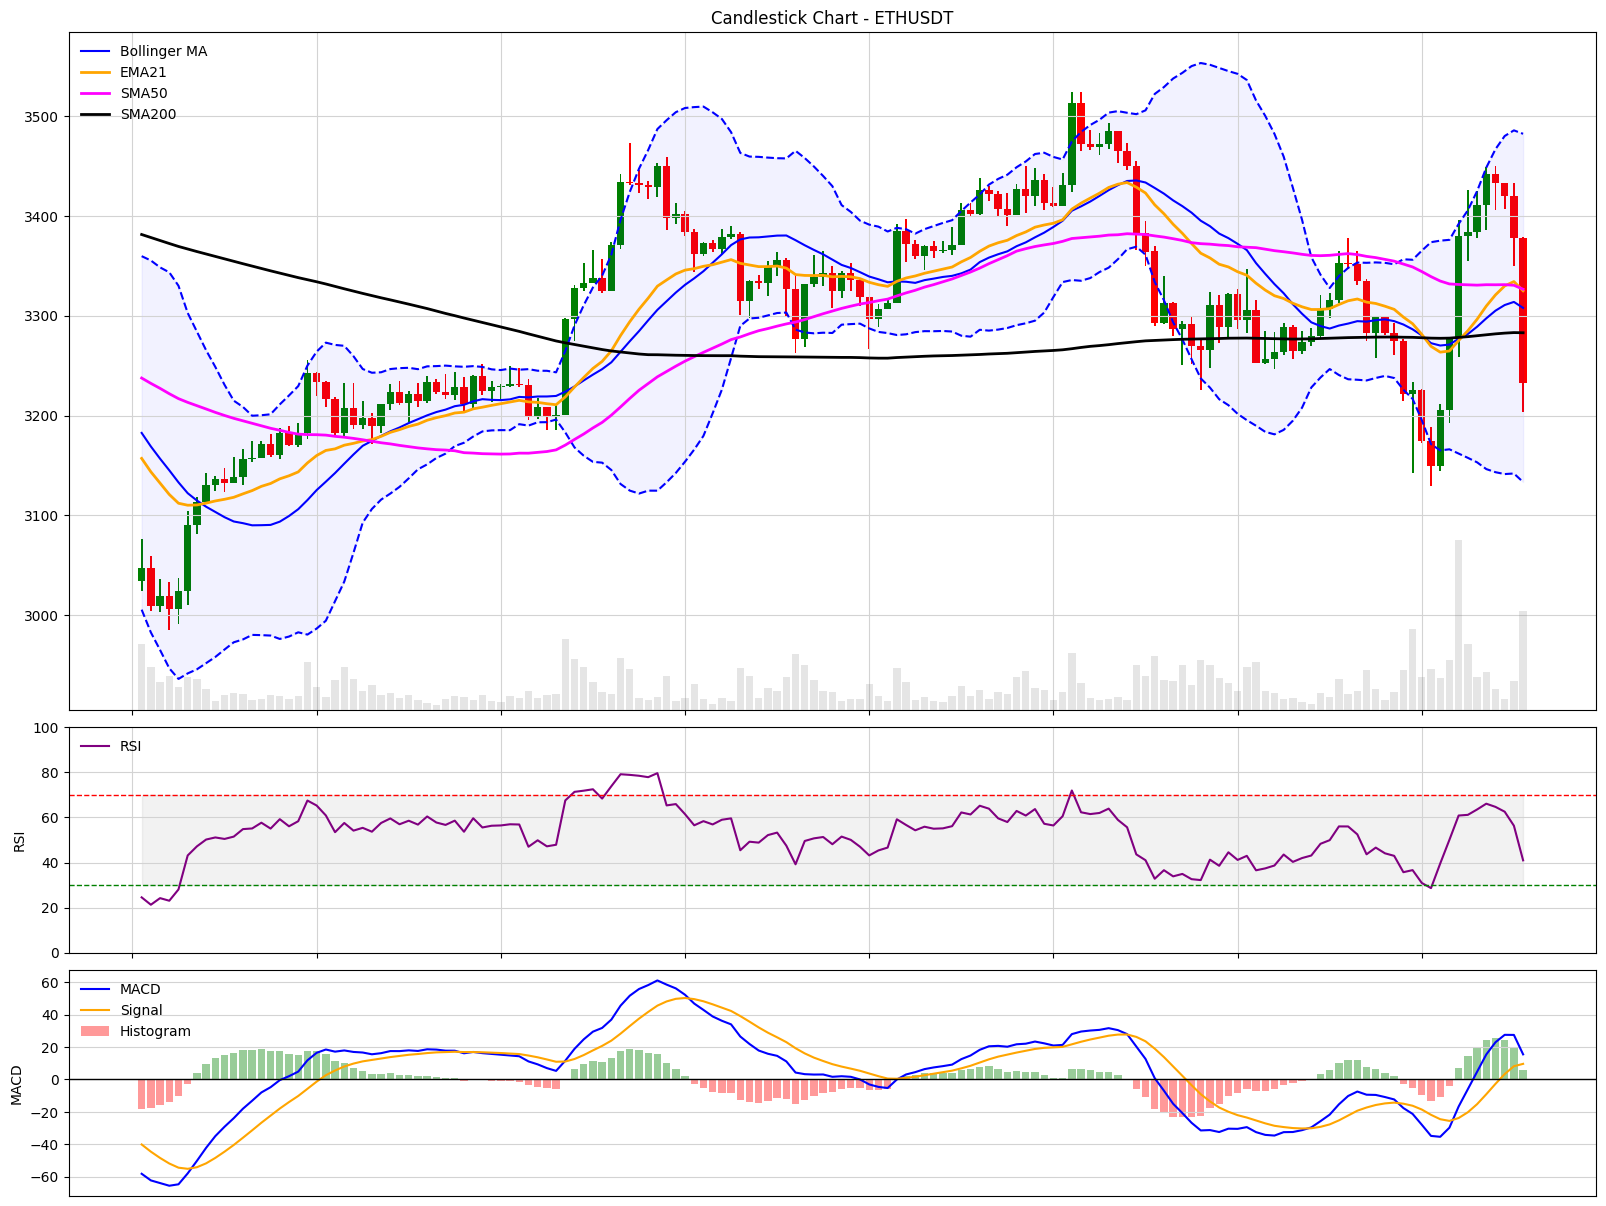 Candlestick Chart - ETHUSDT
Bollinger MA
EMA21
SMA50
SMA200
3500
3400
3300
3200
3100
3000
RSI
100
80
60
40
20
0
RSI
MACD
Signal
Histogram
60
40
20
0
−20
−40
−60
MACD